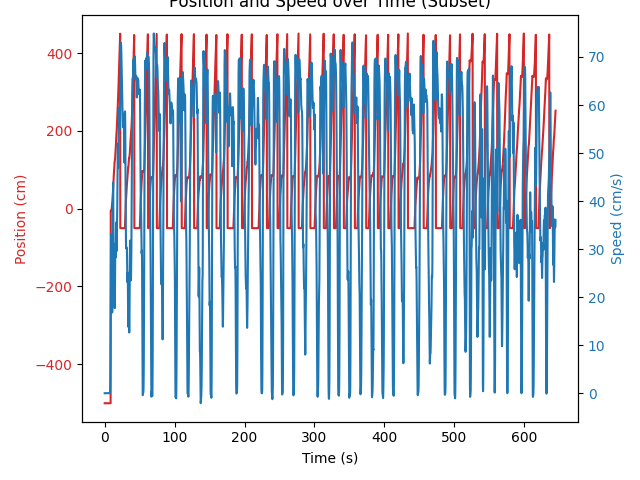 Position and Speed over Time (Subset)
400
200
0
−200
−400
Position (cm)
70
60
50
40
30
20
10
0
Speed (cm/s)
0 100 200 300 400 500 600
Time (s)